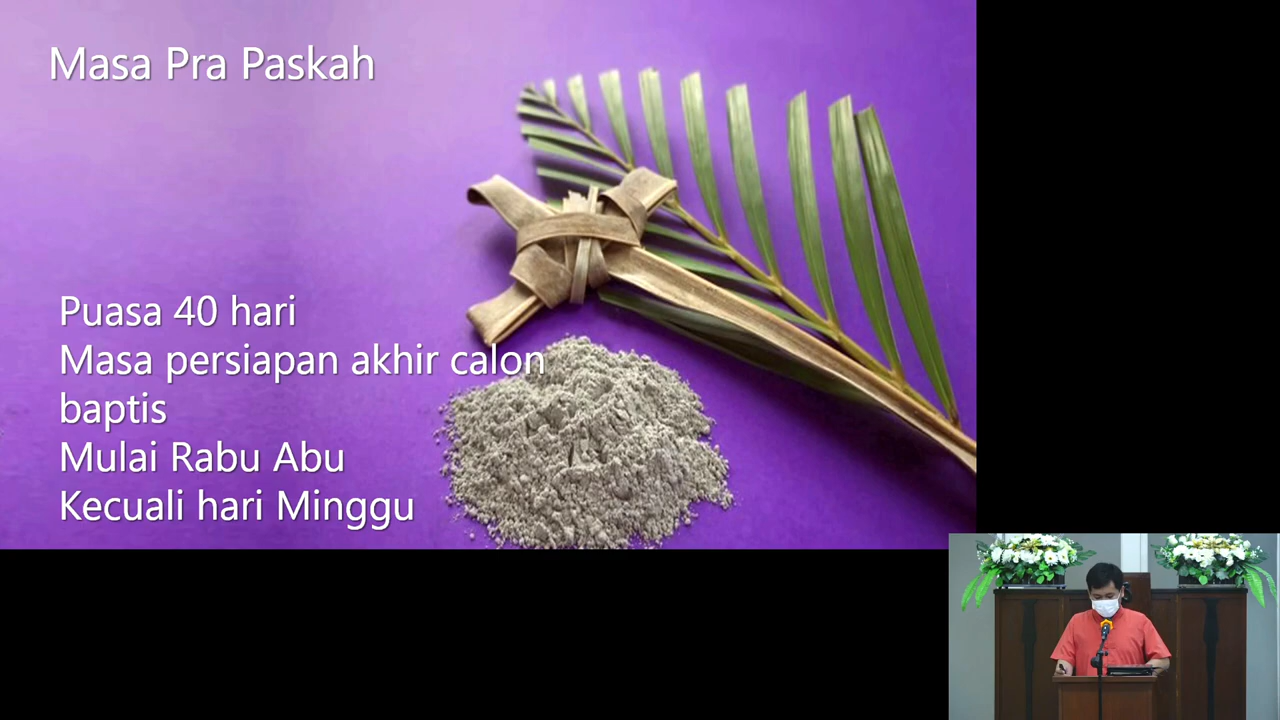 Masa Pra Paskah
Puasa 40 hari
Masa persiapan akhir calon
baptis
Mulai Rabu Abu
Kecuali hari Minggu